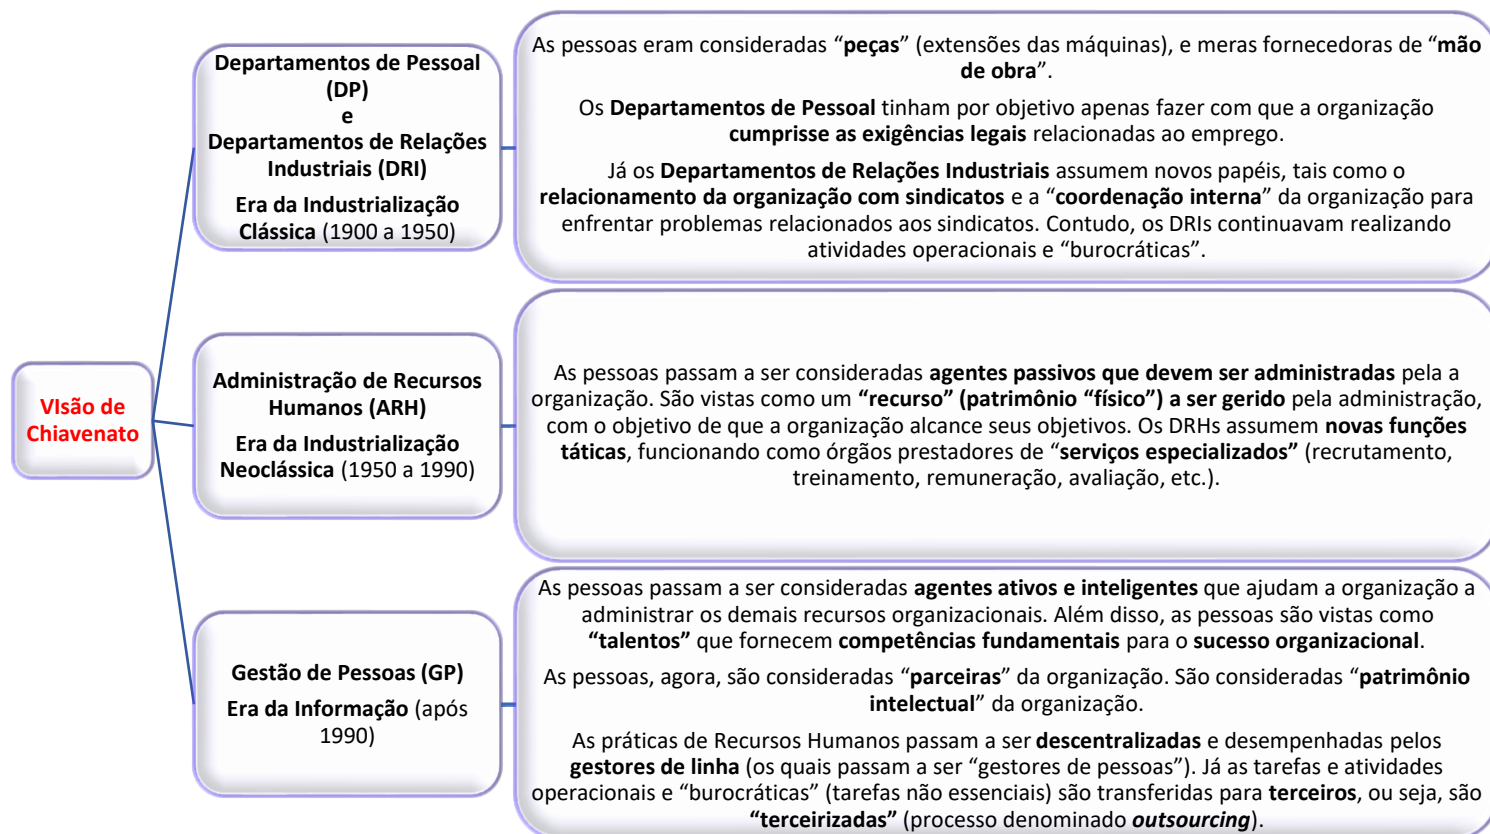 VIsão de
Chiavenato
Departamentos de Pessoal
(DP)
e
Departamentos de Relações
Industriais (DRI)
Era da Industrialização
Clássica (1900 a 1950)
As pessoas eram consideradas “peças” (extensões das máquinas), e meras fornecedoras de “mão
de obra”.
Os Departamentos de Pessoal tinham por objetivo apenas fazer com que a organização
cumprisse as exigências legais relacionadas ao emprego.
Já os Departamentos de Relações Industriais assumem novos papéis, tais como o
relacionamento da organização com sindicatos e a “coordenação interna” da organização para
enfrentar problemas relacionados aos sindicatos. Contudo, os DRIs continuavam realizando
atividades operacionais e “burocráticas”.
Administração de Recursos
Humanos (ARH)
Era da Industrialização
Neoclássica (1950 a 1990)
As pessoas passam a ser consideradas agentes passivos que devem ser administradas pela a
organização. São vistas como um “recurso” (patrimônio “físico”) a ser gerido pela administração,
com o objetivo de que a organização alcance seus objetivos. Os DRHs assumem novas funções
táticas, funcionando como órgãos prestadores de “serviços especializados” (recrutamento,
treinamento, remuneração, avaliação, etc.).
Gestão de Pessoas (GP)
Era da Informação (após
1990)
As pessoas passam a ser consideradas agentes ativos e inteligentes que ajudam a organização a
administrar os demais recursos organizacionais. Além disso, as pessoas são vistas como
“talentos” que fornecem competências fundamentais para o sucesso organizacional.
As pessoas, agora, são consideradas “parceiras” da organização. São consideradas “patrimônio
intelectual” da organização.
As práticas de Recursos Humanos passam a ser descentralizadas e desempenhadas pelos
gestores de linha (os quais passam a ser “gestores de pessoas”). Já as tarefas e atividades
operacionais e “burocráticas” (tarefas não essenciais) são transferidas para terceiros, ou seja, são
“terceirizadas” (processo denominado outsourcing).